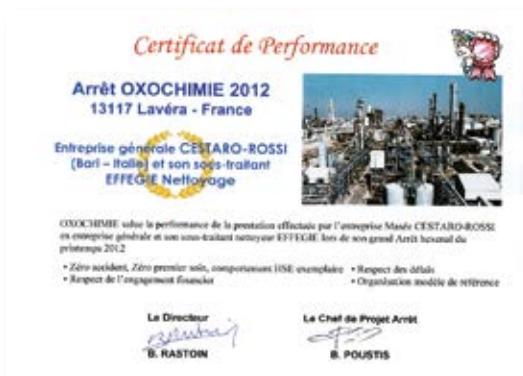 Certificat de Performance
Arrêt OXOCHIMIE 2012
13117 Lavéra - France
Entreprise générale CESTARO-ROSSI
(Bari – Italie) et son sous-traitant
EFFEGIE Nettoyage
OXOCHIMIE salue la performance de la prestation effectuée par l'entreprise Masée CESTARO-ROSSI
en entreprise générale et son sous-traitant nettoyeur EFFEGIE lors de son grand Arrêt hexenal du
printemps 2012
• Zéro accident, Zéro premier soin, comportement HSE exemplaire • Respect des délais
• Respect de l'engagement financier • Organisation modèle de référence
Le Directeur Le Chef de Projet Arrêt
B. RASTOIN B. POUSTIS